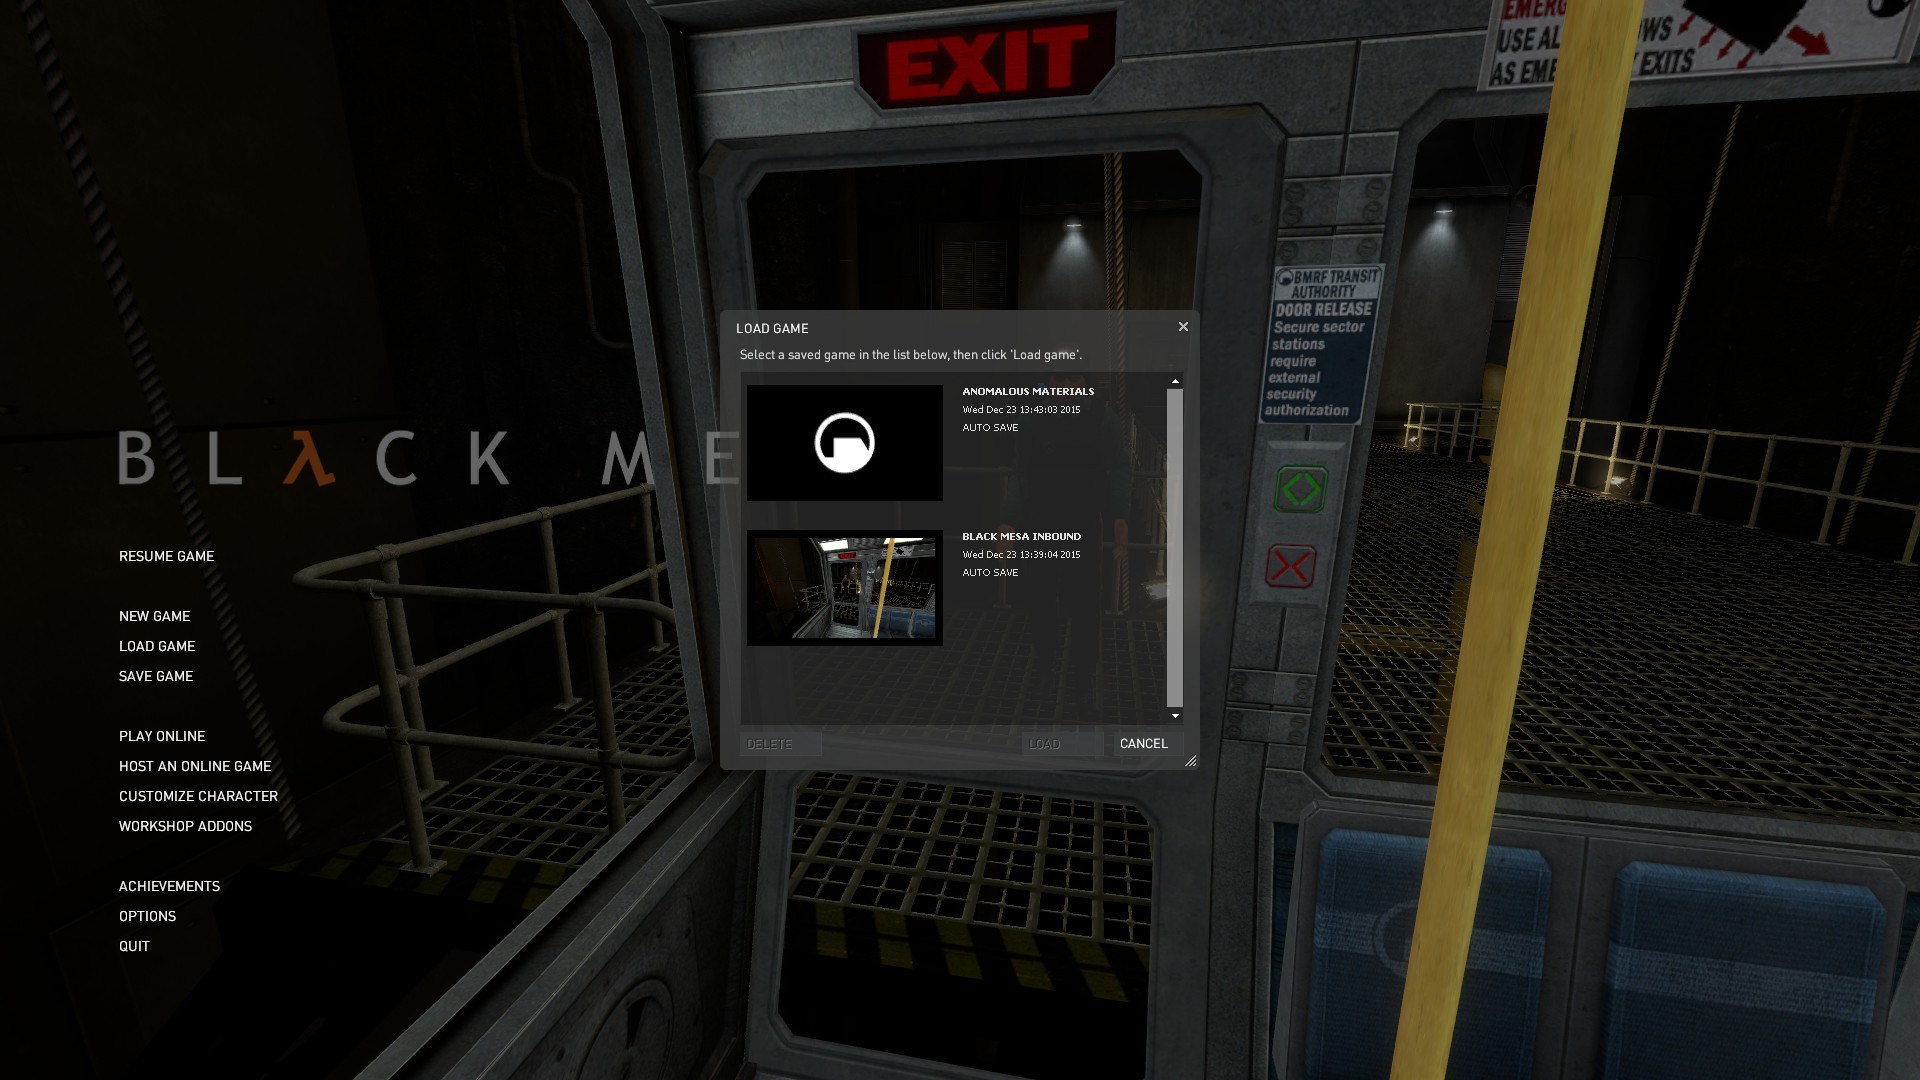 EXIT
EMERG
USE AL OWS
AS EME Y EXITS
BMRF TRANSIT
AUTHORITY
DOOR RELEASE
Secure sector
stations
require
external
security
authorization
BLλCK ME
RESUME GAME
NEW GAME
LOAD GAME
SAVE GAME
PLAY ONLINE
HOST AN ONLINE GAME
CUSTOMIZE CHARACTER
WORKSHOP ADDONS
ACHIEVEMENTS
OPTIONS
QUIT
LOAD GAME
Select a saved game in the list below, then click 'Load game'.
ANOMALOUS MATERIALS
Wed Dec 23 13:43:03 2015
AUTO SAVE
BLACK MESA INBOUND
Wed Dec 23 13:39:04 2015
AUTO SAVE
DELETE
LOAD
CANCEL